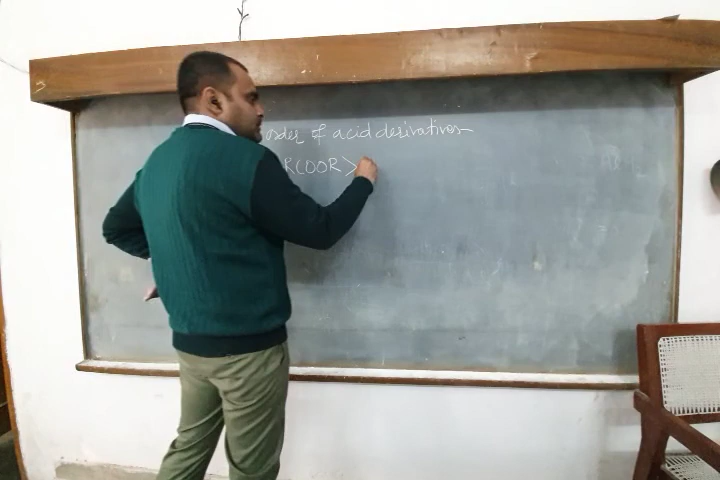 order of acid derivatives
RCOOR >